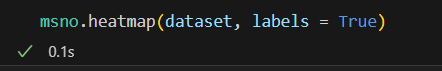 msno.heatmap(dataset, labels = True)
0.1s